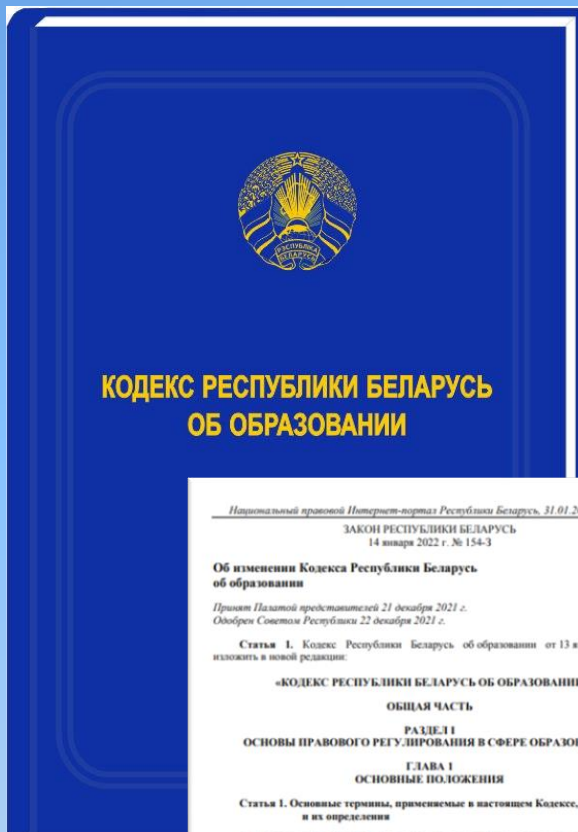 РЭСПУБЛІКА
БЕЛАРУСЬ
КОДЕКС РЕСПУБЛИКИ БЕЛАРУСЬ
ОБ ОБРАЗОВАНИИ
Национальный правовой Интернет-портал Республики Беларусь, 31.01.20
ЗАКОН РЕСПУБЛИКИ БЕЛАРУСЬ
14 января 2022 г. № 154-З
Об изменении Кодекса Республики Беларусь
об образовании
Принят Палатой представителей 21 декабря 2021 г.
Одобрен Советом Республики 22 декабря 2021 г.
Статья 1. Кодекс Республики Беларусь об образовании от 13
изложить в новой редакции:
«КОДЕКС РЕСПУБЛИКИ БЕЛАРУСЬ ОБ ОБРАЗОВАНИИ
ОБЩАЯ ЧАСТЬ
РАЗДЕЛ I
ОСНОВЫ ПРАВОВОГО РЕГУЛИРОВАНИЯ В СФЕРЕ
ГЛАВА 1
ОСНОВНЫЕ ПОЛОЖЕНИЯ
Статья 1. Основные термины, применяемые в настоящем Кодексе,
и их определения